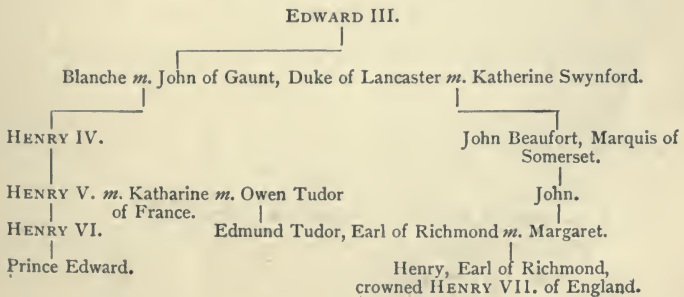 EDWARD III.
Blanche m. John of Gaunt, Duke of Lancaster m. Katherine Swynford.
HENRY IV.
John Beaufort, Marquis of
Somerset.
HENRY V. m. Katharine m. Owen Tudor
of France.
John.
HENRY VI.
Edmund Tudor, Earl of Richmond m. Margaret.
Prince Edward.
Henry, Earl of Richmond,
crowned HENRY VII. of England.